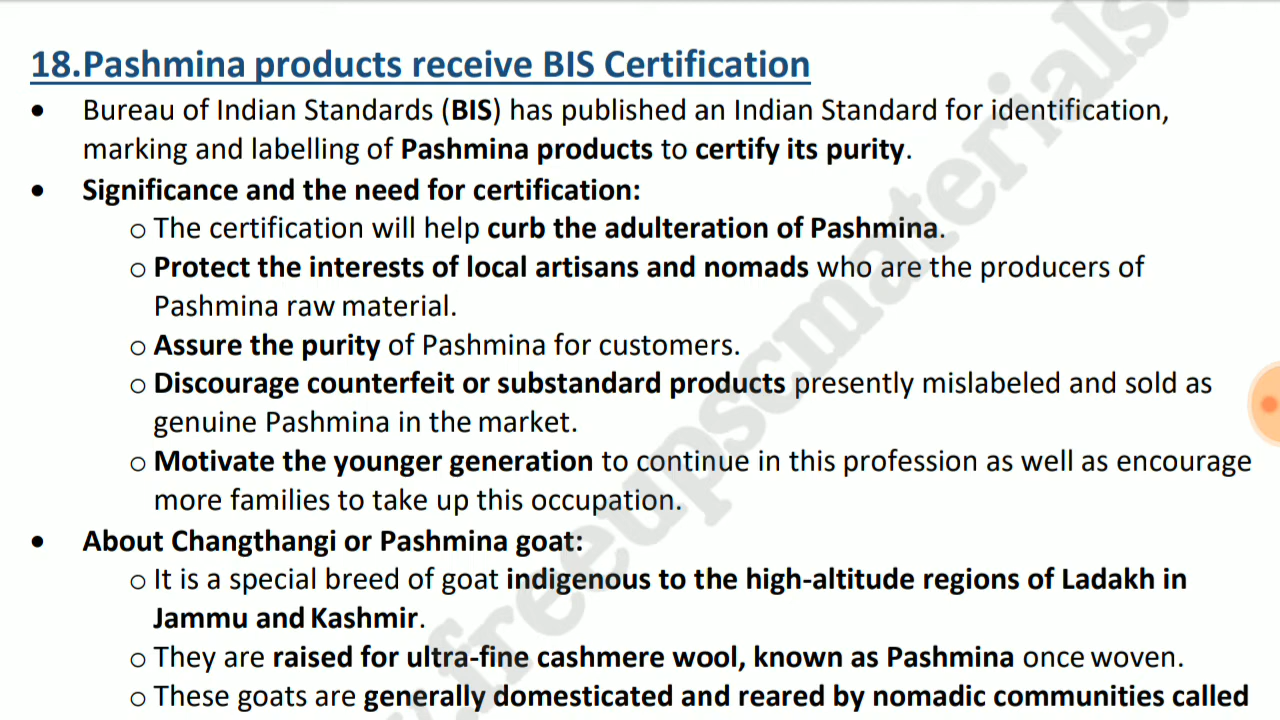 18.Pashmina products receive BIS Certification
• Bureau of Indian Standards (BIS) has published an Indian Standard for identification,
marking and labelling of Pashmina products to certify its purity.
• Significance and the need for certification:
o The certification will help curb the adulteration of Pashmina.
o Protect the interests of local artisans and nomads who are the producers of
Pashmina raw material.
o Assure the purity of Pashmina for customers.
o Discourage counterfeit or substandard products presently mislabeled and sold as
genuine Pashmina in the market.
o Motivate the younger generation to continue in this profession as well as encourage
more families to take up this occupation.
• About Changthangi or Pashmina goat:
o It is a special breed of goat indigenous to the high-altitude regions of Ladakh in
Jammu and Kashmir.
o They are raised for ultra-fine cashmere wool, known as Pashmina once woven.
o These goats are generally domesticated and reared by nomadic communities called
.freeupscmaterials.